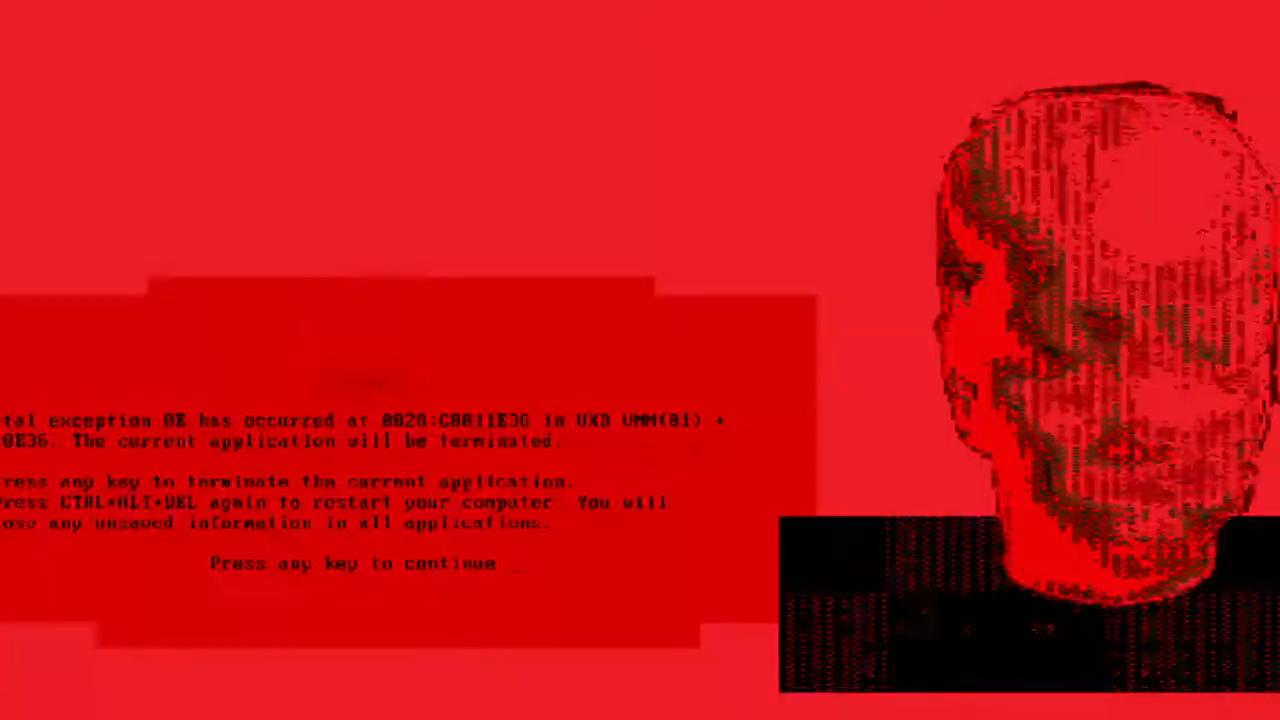 tal exception 0E has occurred at 0028:C0011E36 in VXD VMM(01) +
0E36. The current application will be terminated.
ress any key to terminate the current application.
Press CTRL+ALT+DEL again to restart your computer. You will
ose any unsaved information in all applications.
Press any key to continue _